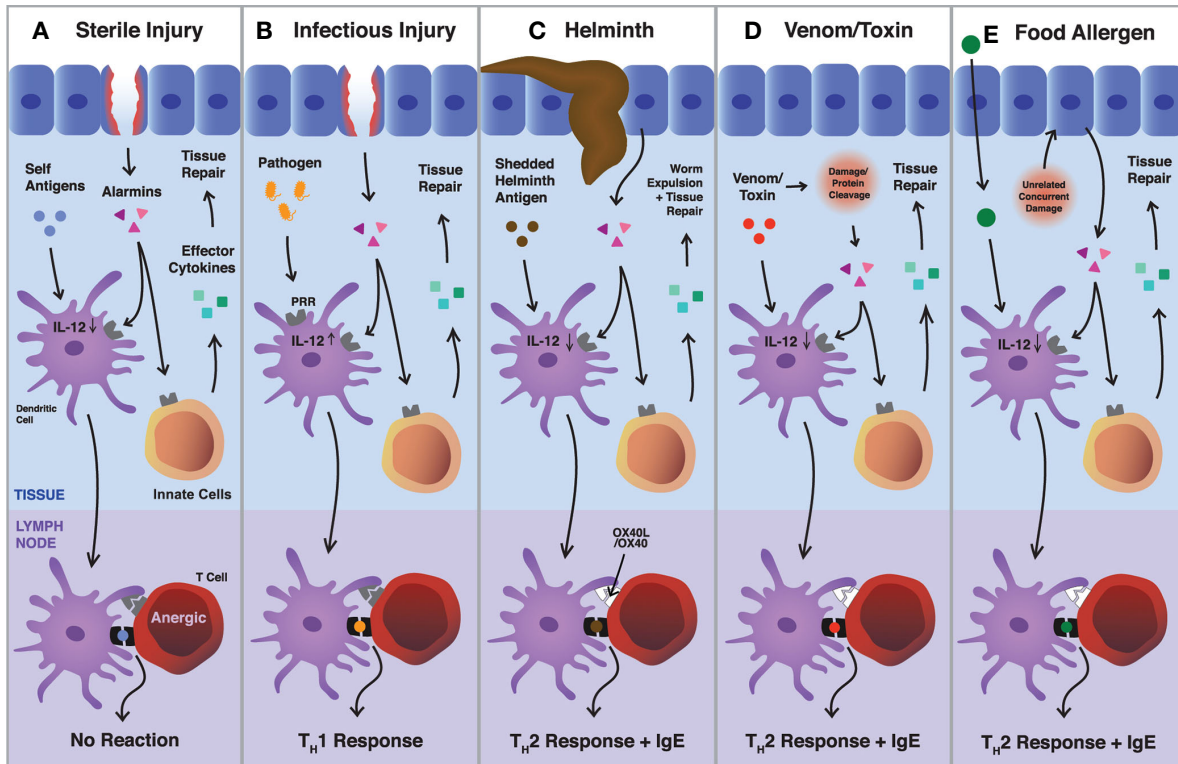 A Sterile Injury
Self
Antigens
Alarmins
Tissue
Repair
Effector
Cytokines
IL-12 ↓
Dendritic
Cell
Innate Cells
TISSUE
LYMPH
NODE
T Cell
Anergic
No Reaction
B Infectious Injury
Pathogen
Tissue
Repair
PRR
IL-12 ↑
TH1 Response
C Helminth
Shedded
Helminth
Antigen
Worm
Expulsion
+ Tissue
Repair
IL-12 ↓
OX40L
/OX40
TH2 Response + IgE
D Venom/Toxin
Venom/
Toxin
Damage/
Protein
Cleavage
Tissue
Repair
IL-12 ↓
TH2 Response + IgE
E Food Allergen
Unrelated
Concurrent
Damage
Tissue
Repair
IL-12 ↓
TH2 Response + IgE